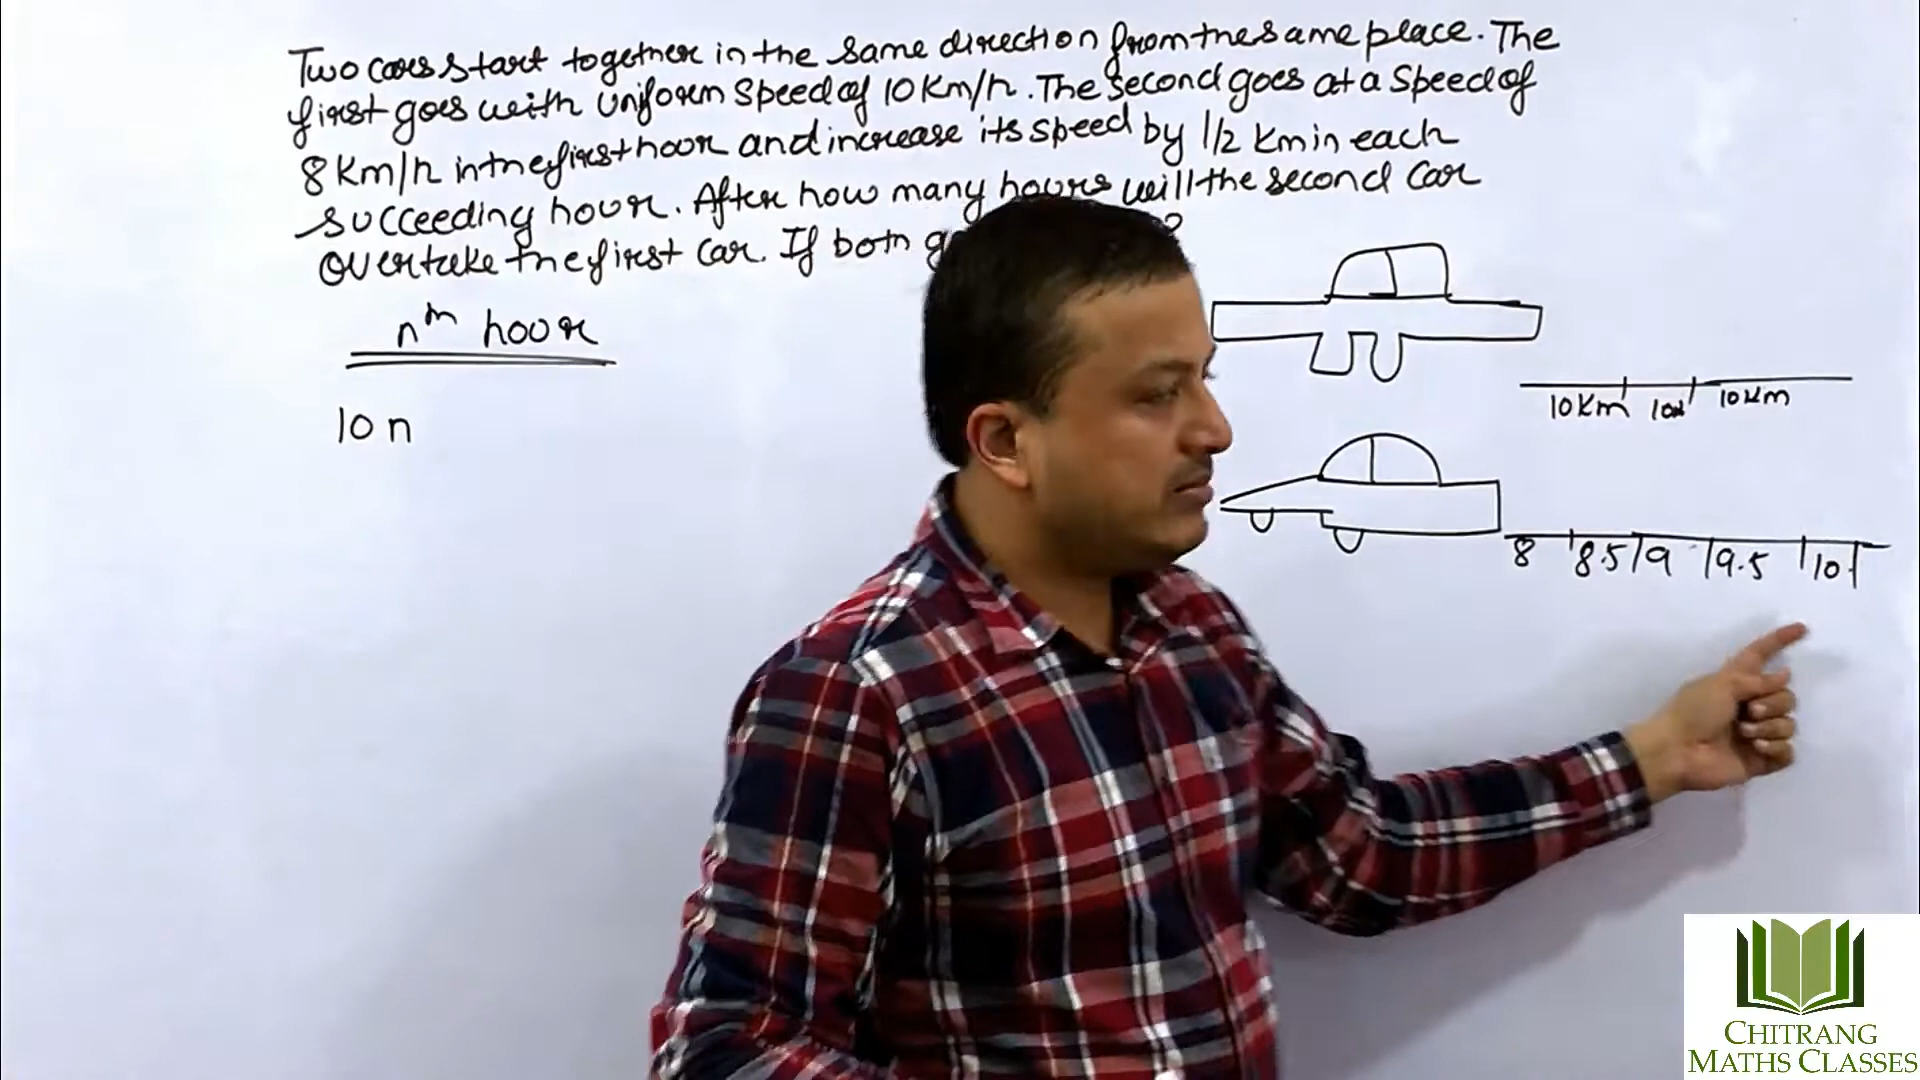 Two cars start together in the same direction from the same place. The
first goes with uniform speed of 10 Km/h. The second goes at a speed of
8 Km/h in the first hour and increase its speed by 1/2 Km in each
succeeding hour. After how many hours will the second car
overtake the first car. If both ?
nth hour
10 n
10 Km 10 Km
8 8.5 9 9.5 10
CHITRANG
MATHS CLASSES